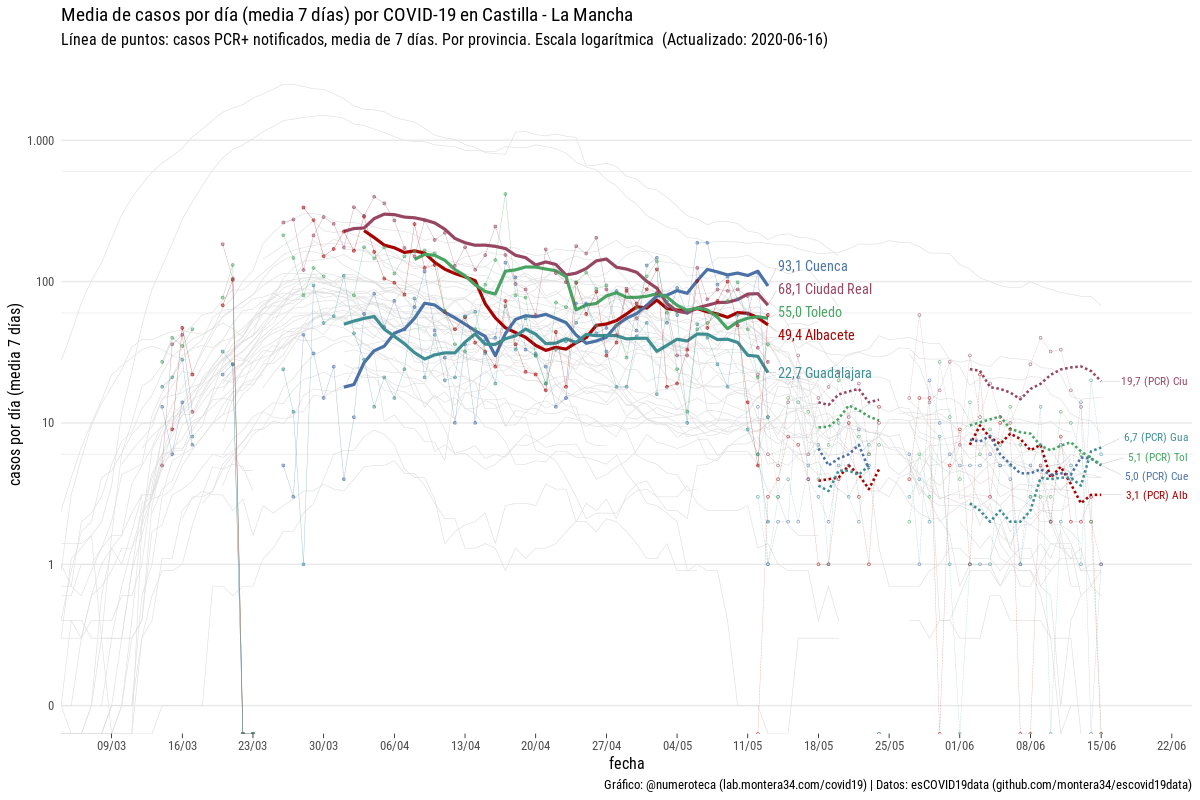 Media de casos por día (media 7 días) por COVID-19 en Castilla - La Mancha
Línea de puntos: casos PCR+ notificados, media de 7 días. Por provincia. Escala logarítmica (Actualizado: 2020-06-16)
casos por día (media 7 días)
1.000
100
10
1
0
93,1 Cuenca
68,1 Ciudad Real
55,0 Toledo
49,4 Albacete
22,7 Guadalajara
19,7 (PCR) Ciu
6,7 (PCR) Gua
5,1 (PCR) Tol
5,0 (PCR) Cue
3,1 (PCR) Alb
09/03 16/03 23/03 30/03 06/04 13/04 20/04 27/04 04/05 11/05 18/05 25/05 01/06 08/06 15/06 22/06
fecha
Gráfico: @numeroteca (lab.montera34.com/covid19) | Datos: esCOVID19data (github.com/montera34/escovid19data)